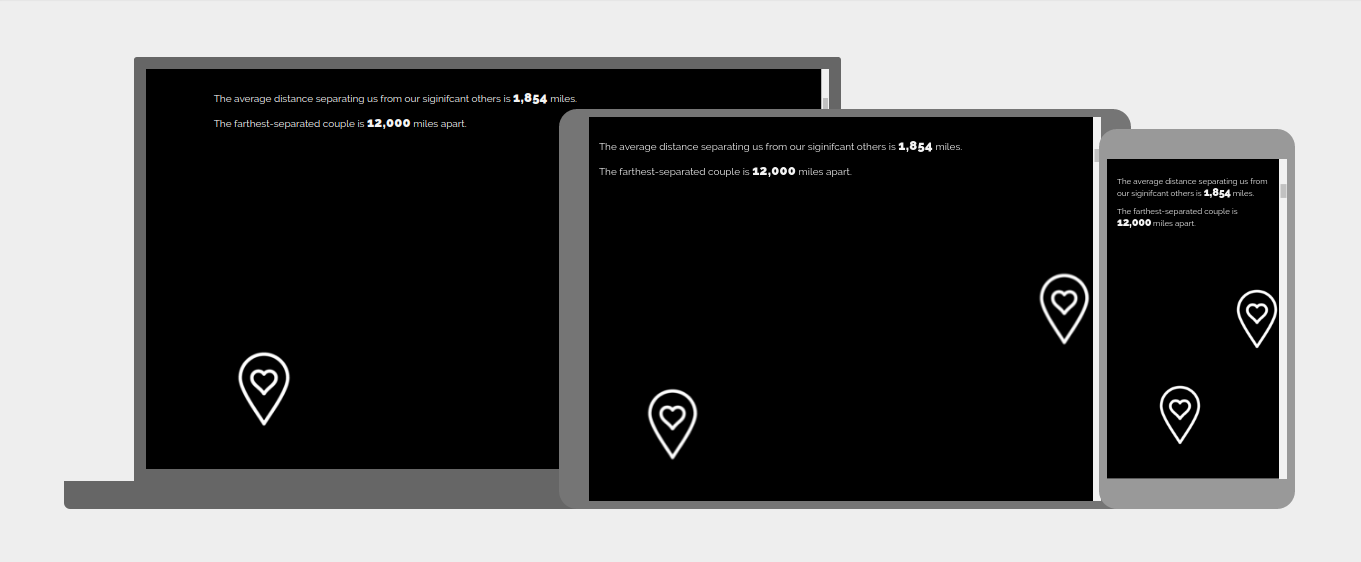 The average distance separating us from our siginifcant others is 1,854 miles.
The farthest-separated couple is 12,000 miles apart.
The average distance separating us from our siginifcant others is 1,854 miles.
The farthest-separated couple is 12,000 miles apart.
The average distance separating us from
our siginifcant others is 1,854 miles.
The farthest-separated couple is
12,000 miles apart.